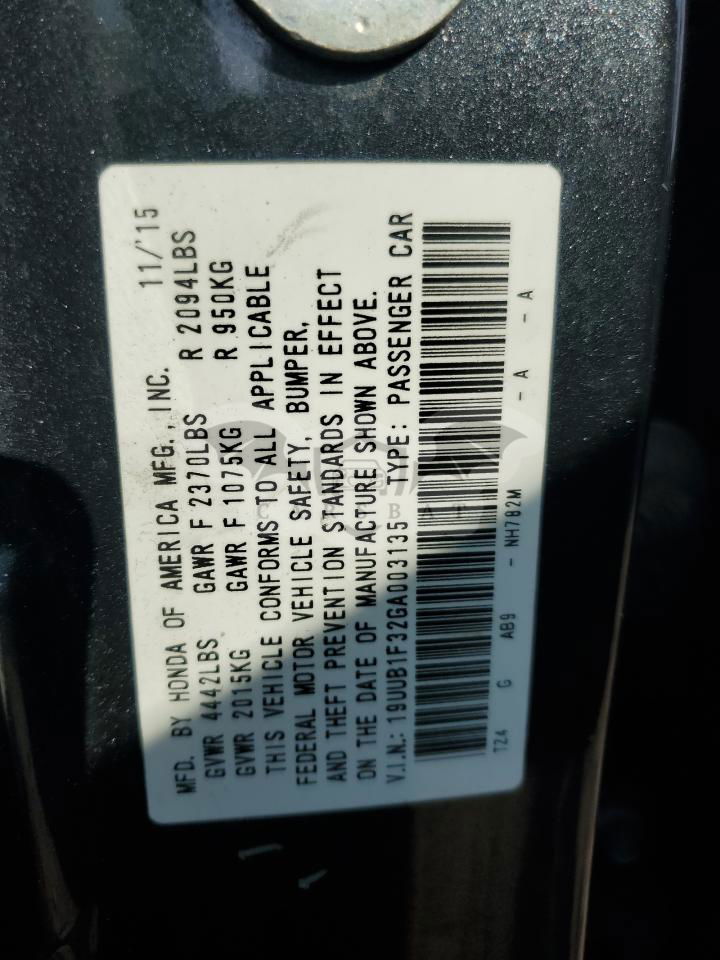 MFD. BY HONDA OF AMERICA MFG., INC. 11/'15
GVWR 4442LBS GAWR F 2370LBS R 2094LBS
GVWR 2015KG GAWR F 1075KG R 950KG
THIS VEHICLE CONFORMS TO ALL APPLICABLE
FEDERAL MOTOR VEHICLE SAFETY, BUMPER,
AND THEFT PREVENTION STANDARDS IN EFFECT
ON THE DATE OF MANUFACTURE SHOWN ABOVE.
V.I.N.: 19UUB1F32GA003135 TYPE: PASSENGER CAR
TZ4 G AB9 - NH782M - A - A